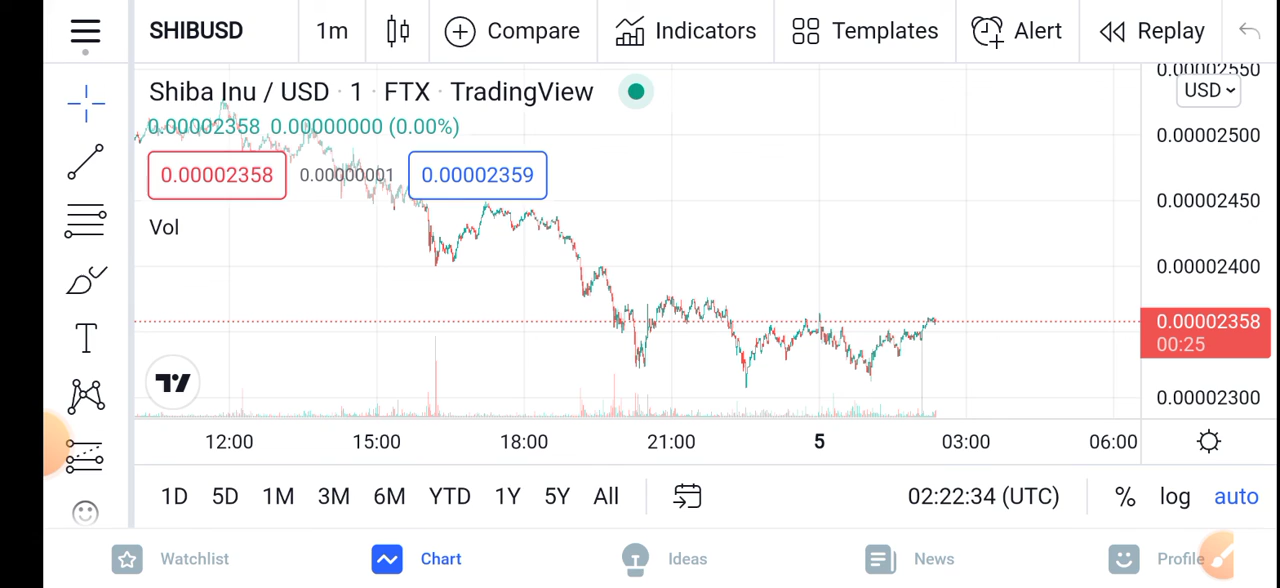 SHIBUSD 1m Compare Indicators Templates Alert Replay
Shiba Inu / USD · 1 · FTX · TradingView
0.00002358 0.00000000 (0.00%)
0.00002358 0.00000001 0.00002359
Vol
0.00002550
USD
0.00002500
0.00002450
0.00002400
0.00002358
00:25
0.00002300
12:00 15:00 18:00 21:00 5 03:00 06:00
1D 5D 1M 3M 6M YTD 1Y 5Y All 02:22:34 (UTC) % log auto
Watchlist Chart Ideas News Profile